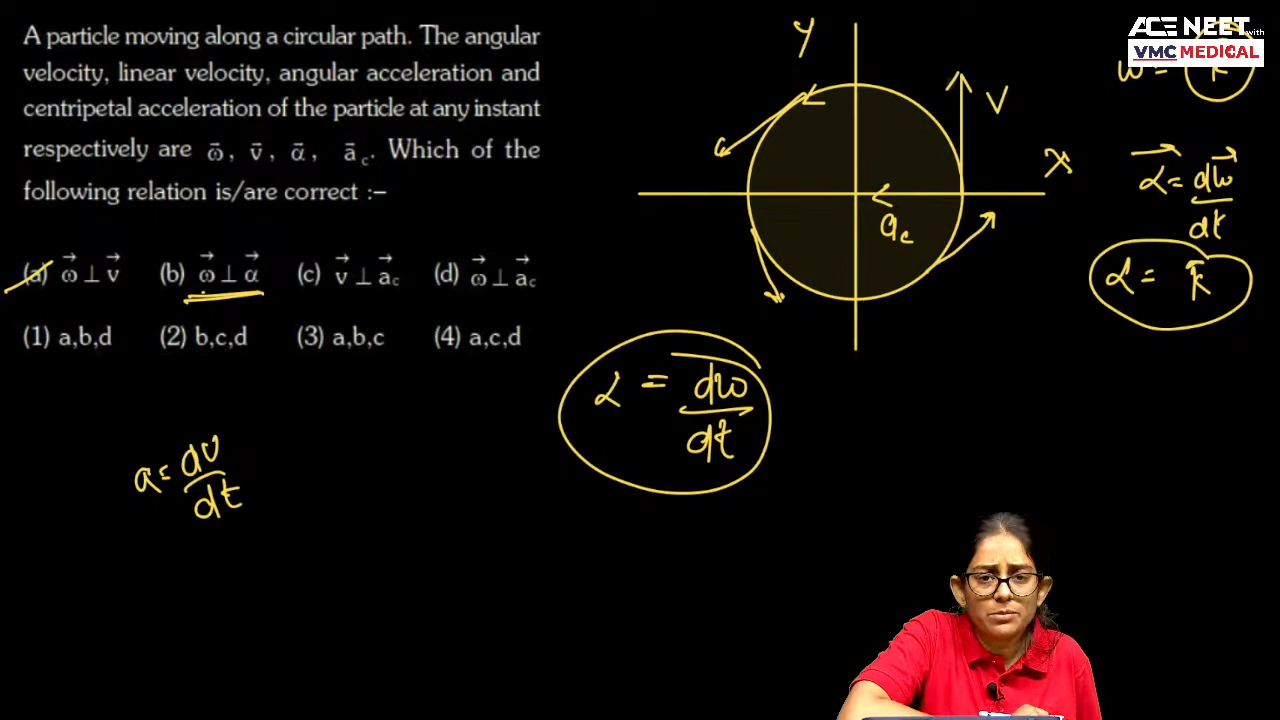 A particle moving along a circular path. The angular
velocity, linear velocity, angular acceleration and
centripetal acceleration of the particle at any instant
respectively are ω⃗, v⃗, α⃗, a⃗c. Which of the
following relation is/are correct :–
(a) ω⃗ ⊥ v⃗ (b) ω⃗ ⊥ α⃗ (c) v⃗ ⊥ a⃗c (d) ω⃗ ⊥ a⃗c
(1) a,b,d (2) b,c,d (3) a,b,c (4) a,c,d
a = dv/dt
Y
V
X
ac
α = dω/dt
ACE NEET with
VMC MEDICAL
ω = k̂
α⃗ = dω⃗/dt
α = k̂